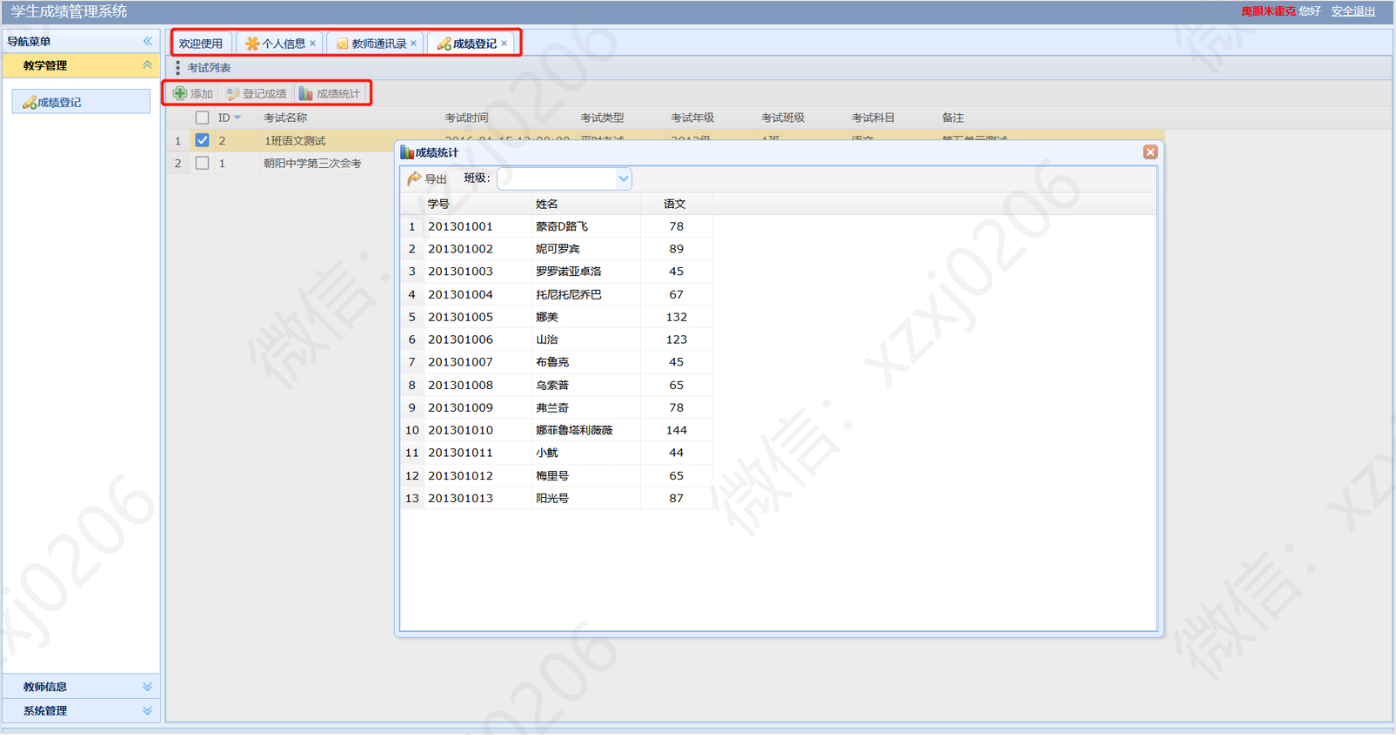 学生成绩管理系统
鹰眼米霍克 您好 安全退出
导航菜单
教学管理
成绩登记
教师信息
系统管理
欢迎使用 个人信息 × 教师通讯录 × 成绩登记 ×
考试列表
添加 登记成绩 成绩统计
ID 考试名称 考试时间 考试类型 考试年级 考试班级 考试科目 备注
1 2 1班语文测试
2 1 朝阳中学第三次会考
成绩统计
导出 班级:
学号 姓名 语文
1 201301001 蒙奇D路飞 78
2 201301002 妮可罗宾 89
3 201301003 罗罗诺亚卓洛 45
4 201301004 托尼托尼乔巴 67
5 201301005 娜美 132
6 201301006 山治 123
7 201301007 布鲁克 45
8 201301008 乌索普 65
9 201301009 弗兰奇 78
10 201301010 娜菲鲁塔利薇薇 144
11 201301011 小鱿 44
12 201301012 梅里号 65
13 201301013 阳光号 87
微信: xzxj0206